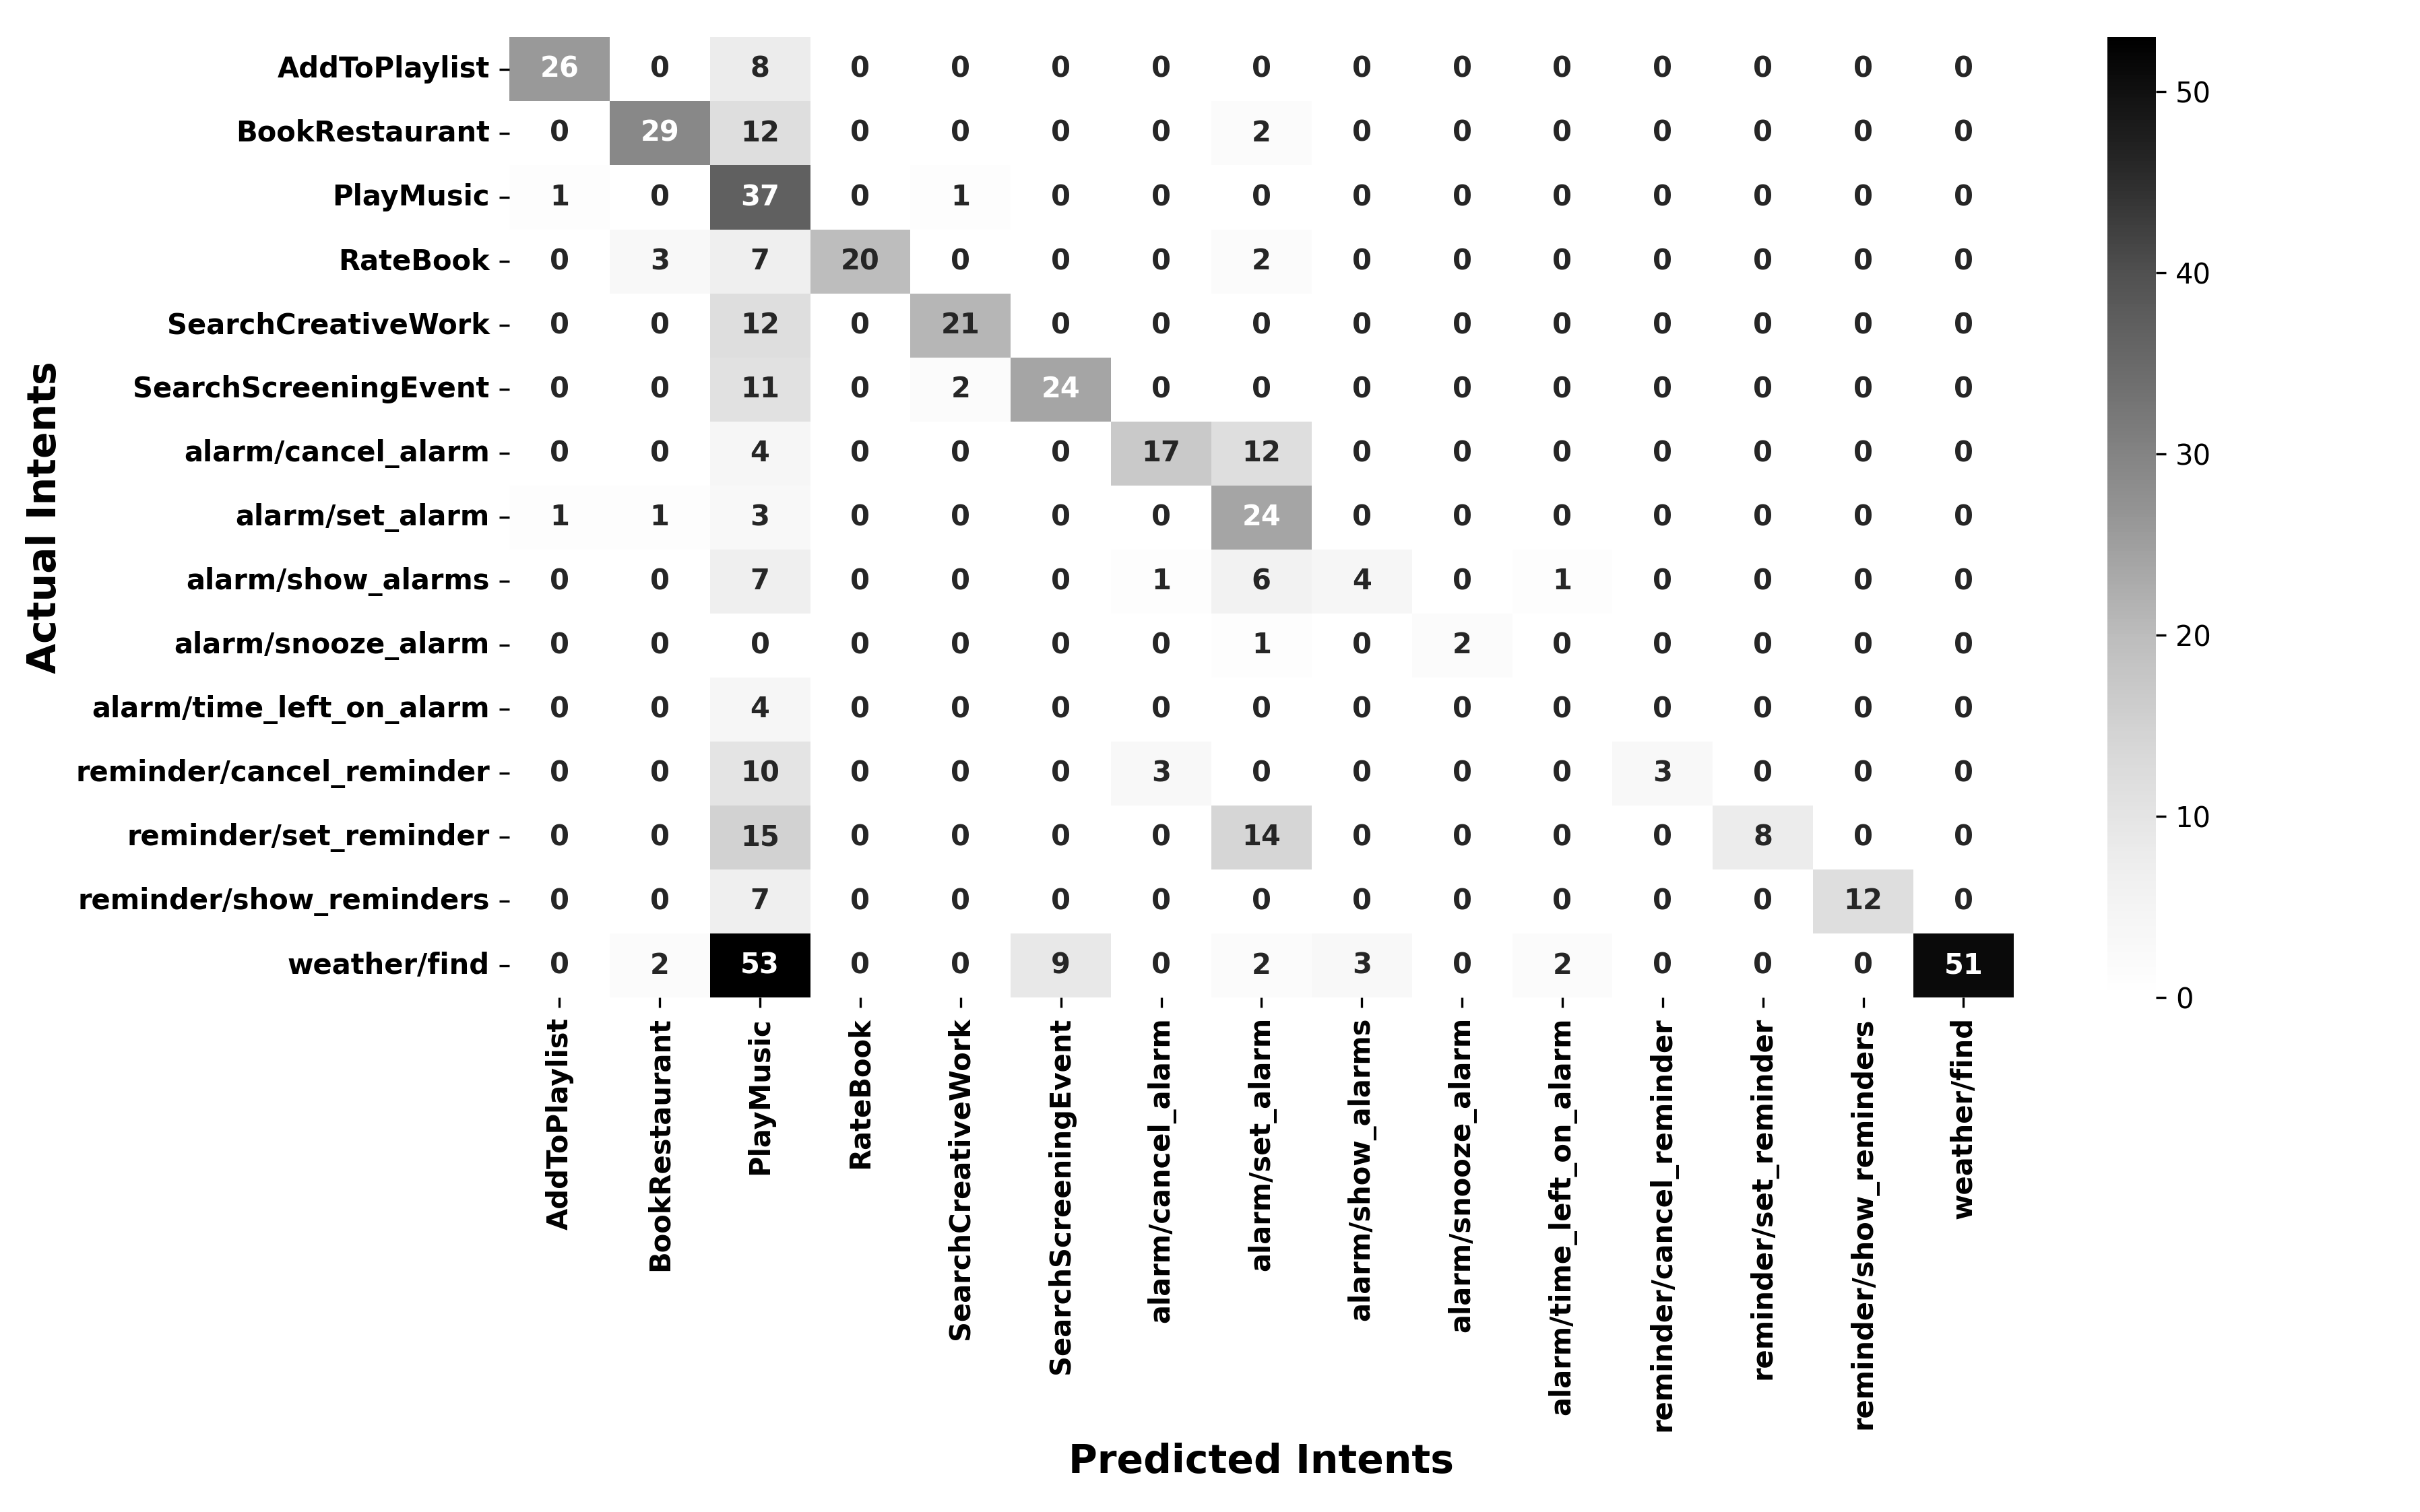 AddToPlaylist 26 0 8 0 0 0 0 0 0 0 0 0 0 0 0
BookRestaurant 0 29 12 0 0 0 0 2 0 0 0 0 0 0 0
PlayMusic 1 0 37 0 1 0 0 0 0 0 0 0 0 0 0
RateBook 0 3 7 20 0 0 0 2 0 0 0 0 0 0 0
SearchCreativeWork 0 0 12 0 21 0 0 0 0 0 0 0 0 0 0
SearchScreeningEvent 0 0 11 0 2 24 0 0 0 0 0 0 0 0 0
alarm/cancel_alarm 0 0 4 0 0 0 17 12 0 0 0 0 0 0 0
alarm/set_alarm 1 1 3 0 0 0 0 24 0 0 0 0 0 0 0
alarm/show_alarms 0 0 7 0 0 0 1 6 4 0 1 0 0 0 0
alarm/snooze_alarm 0 0 0 0 0 0 0 1 0 2 0 0 0 0 0
alarm/time_left_on_alarm 0 0 4 0 0 0 0 0 0 0 0 0 0 0 0
reminder/cancel_reminder 0 0 10 0 0 0 3 0 0 0 0 3 0 0 0
reminder/set_reminder 0 0 15 0 0 0 0 14 0 0 0 0 8 0 0
reminder/show_reminders 0 0 7 0 0 0 0 0 0 0 0 0 0 12 0
weather/find 0 2 53 0 0 9 0 2 3 0 2 0 0 0 51
Actual Intents
AddToPlaylist
BookRestaurant
PlayMusic
RateBook
SearchCreativeWork
SearchScreeningEvent
alarm/cancel_alarm
alarm/set_alarm
alarm/show_alarms
alarm/snooze_alarm
alarm/time_left_on_alarm
reminder/cancel_reminder
reminder/set_reminder
reminder/show_reminders
weather/find
Predicted Intents
50
40
30
20
10
0